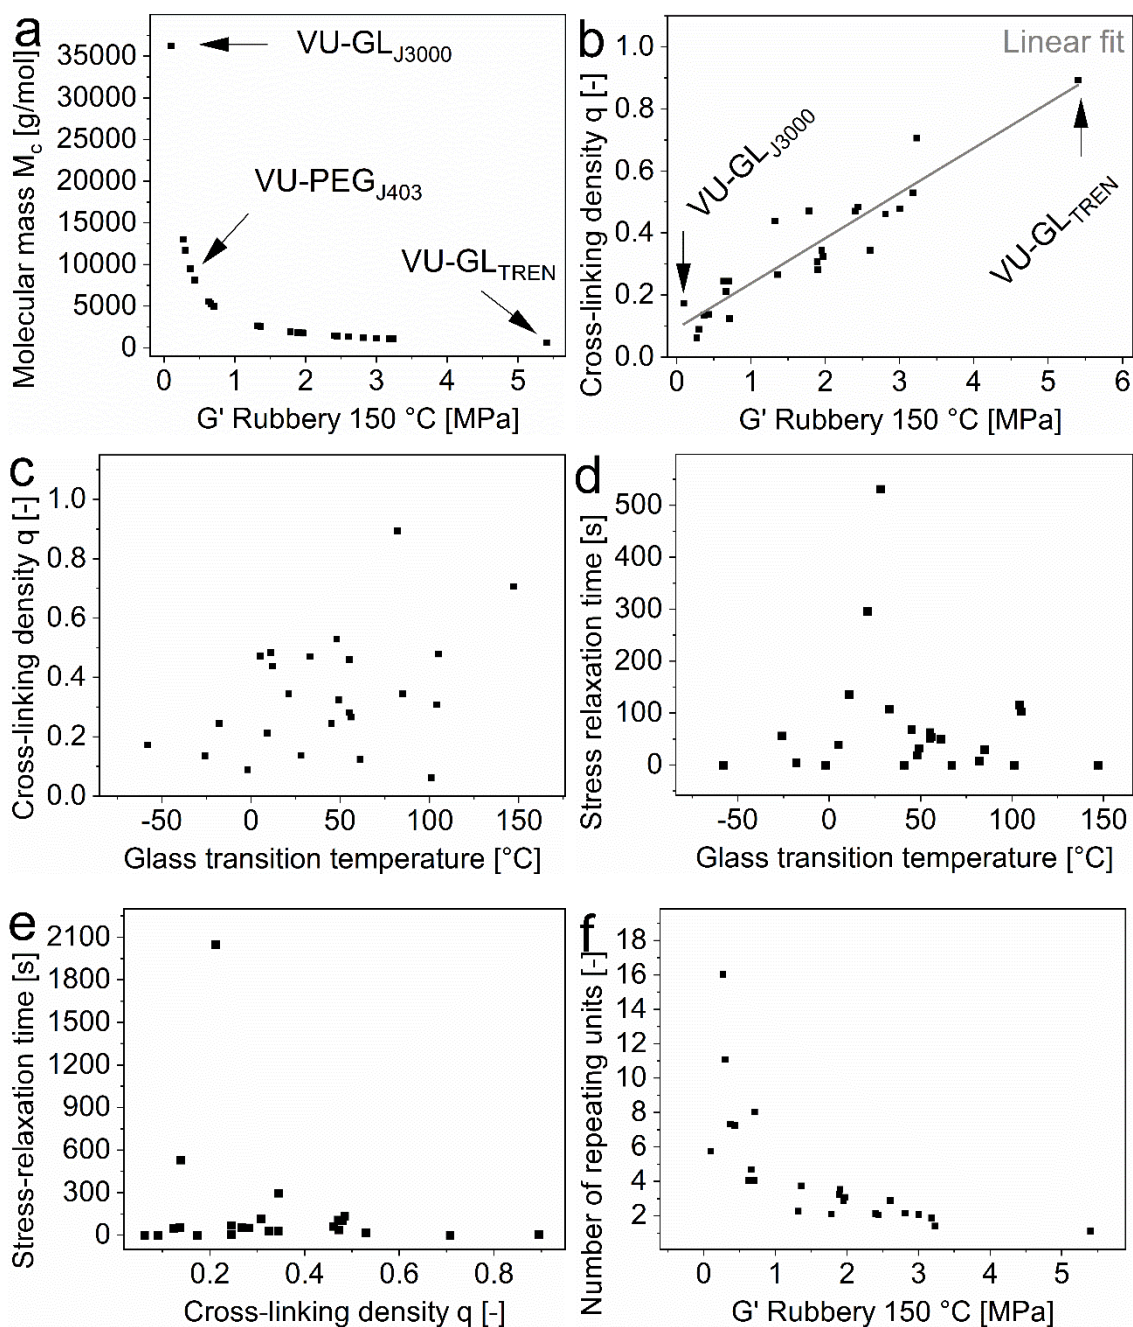 a
Molecular mass Mc [g/mol]
35000
30000
25000
20000
15000
10000
5000
0
0 1 2 3 4 5
G' Rubbery 150 °C [MPa]
VU-GLJ3000
VU-PEGJ403
VU-GLTREN
b
Cross-linking density q [-]
1.0
0.8
0.6
0.4
0.2
0.0
0 1 2 3 4 5 6
G' Rubbery 150 °C [MPa]
Linear fit
VU-GLJ3000
VU-GLTREN
c
Cross-linking density q [-]
1.0
0.8
0.6
0.4
0.2
0.0
-50 0 50 100 150
Glass transition temperature [°C]
d
Stress relaxation time [s]
500
400
300
200
100
0
-50 0 50 100 150
Glass transition temperature [°C]
e
Stress-relaxation time [s]
2100
1800
1500
1200
900
600
300
0
0.2 0.4 0.6 0.8
Cross-linking density q [-]
f
Number of repeating units [-]
18
16
14
12
10
8
6
4
2
0 1 2 3 4 5
G' Rubbery 150 °C [MPa]